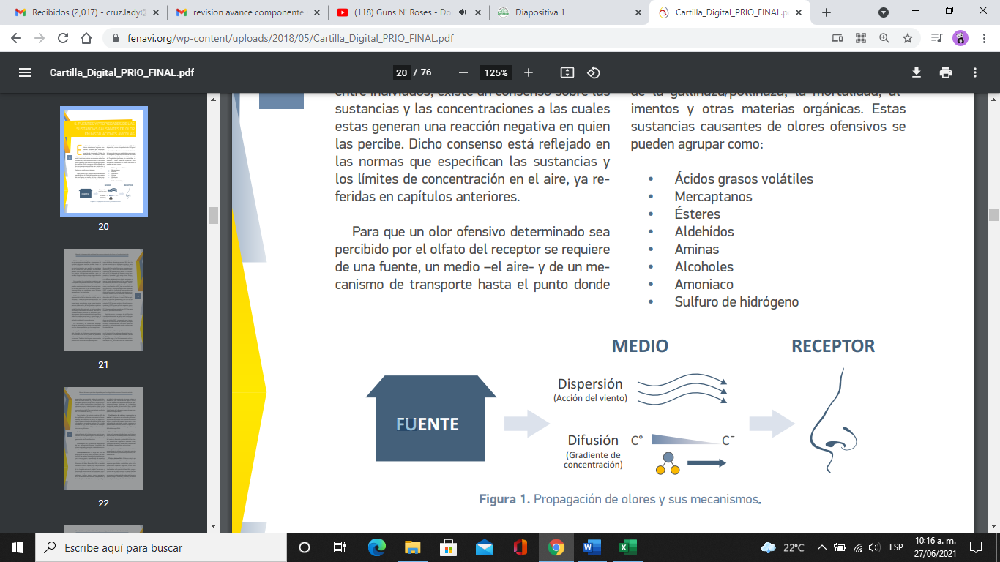 Recibidos (2,017) - cruz.lady@
revision avance componente
(118) Guns N' Roses - Do
Diapositiva 1
Cartilla_Digital_PRIO_FINAL.p
fenavi.org/wp-content/uploads/2018/05/Cartilla_Digital_PRIO_FINAL.pdf
Cartilla_Digital_PRIO_FINAL.pdf
20 / 76
125%
20
21
22
entre individuos, existe un consenso sobre las
sustancias y las concentraciones a las cuales
estas generan una reacción negativa en quien
las percibe. Dicho consenso está reflejado en
las normas que especifican las sustancias y
los límites de concentración en el aire, ya re-
feridas en capítulos anteriores.
Para que un olor ofensivo determinado sea
percibido por el olfato del receptor se requiere
de una fuente, un medio –el aire- y de un me-
canismo de transporte hasta el punto donde
de la gallinaza/pollinaza, la mortalidad, al-
imentos y otras materias orgánicas. Estas
sustancias causantes de olores ofensivos se
pueden agrupar como:
• Ácidos grasos volátiles
• Mercaptanos
• Ésteres
• Aldehídos
• Aminas
• Alcoholes
• Amoniaco
• Sulfuro de hidrógeno
MEDIO
RECEPTOR
FUENTE
Dispersión
(Acción del viento)
Difusión
(Gradiente de
concentración)
C° C⁻
Figura 1. Propagación de olores y sus mecanismos.
Escribe aquí para buscar
22°C
ESP
10:16 a. m.
27/06/2021